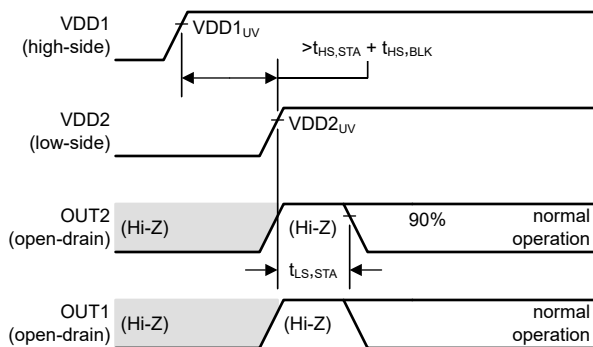 VDD1
(high-side)
VDD1UV
>tHS,STA + tHS,BLK
VDD2
(low-side)
VDD2UV
OUT2
(open-drain)
(Hi-Z)
(Hi-Z)
90%
normal
operation
tLS,STA
OUT1
(open-drain)
(Hi-Z)
(Hi-Z)
normal
operation